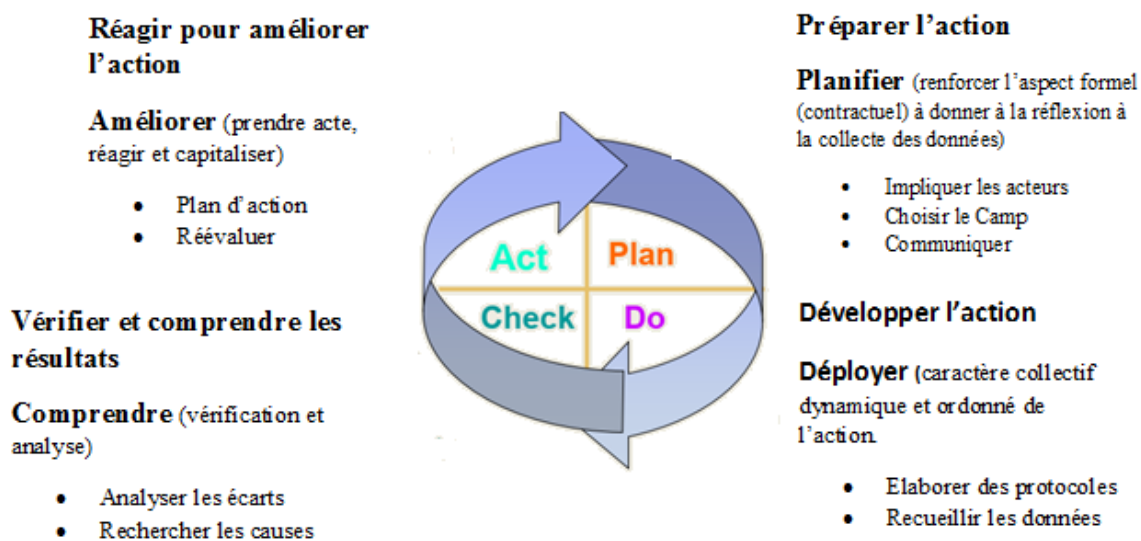 Réagir pour améliorer
l'action
Améliorer (prendre acte,
réagir et capitaliser)
• Plan d'action
• Réévaluer
Préparer l'action
Planifier (renforcer l'aspect formel
(contractuel) à donner à la réflexion à
la collecte des données)
• Impliquer les acteurs
• Choisir le Camp
• Communiquer
Act
Plan
Check
Do
Vérifier et comprendre les
résultats
Comprendre (vérification et
analyse)
• Analyser les écarts
• Rechercher les causes
Développer l'action
Déployer (caractère collectif
dynamique et ordonné de
l'action.
• Elaborer des protocoles
• Recueillir les données